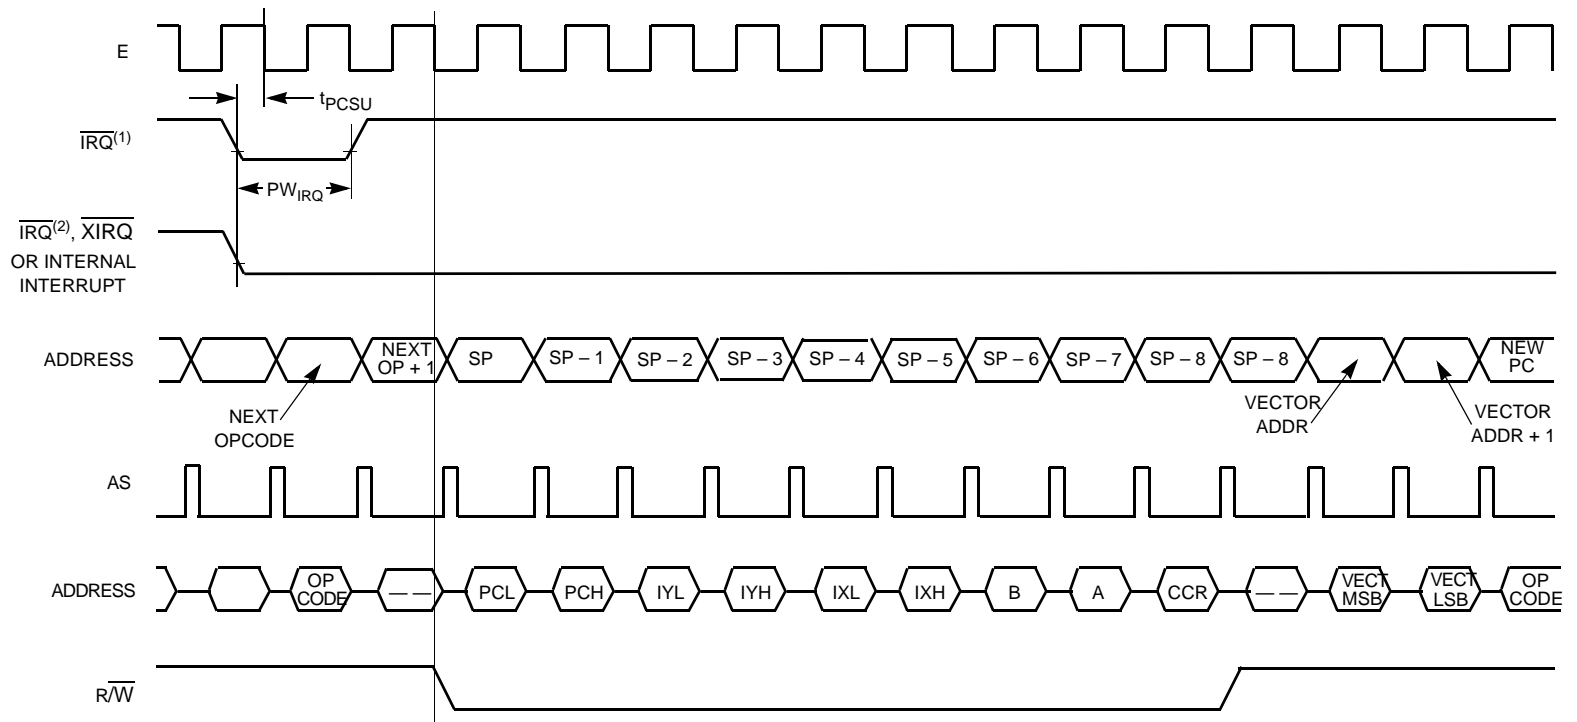 E
tPCSU
IRQ(1)
PWIRQ
IRQ(2), XIRQ
OR INTERNAL
INTERRUPT
ADDRESS
NEXT
OP + 1
SP
SP – 1
SP – 2
SP – 3
SP – 4
SP – 5
SP – 6
SP – 7
SP – 8
SP – 8
NEW
PC
NEXT
OPCODE
VECTOR
ADDR
VECTOR
ADDR + 1
AS
ADDRESS
OP
CODE
– –
PCL
PCH
IYL
IYH
IXL
IXH
B
A
CCR
– –
VECT
MSB
VECT
LSB
OP
CODE
R/W